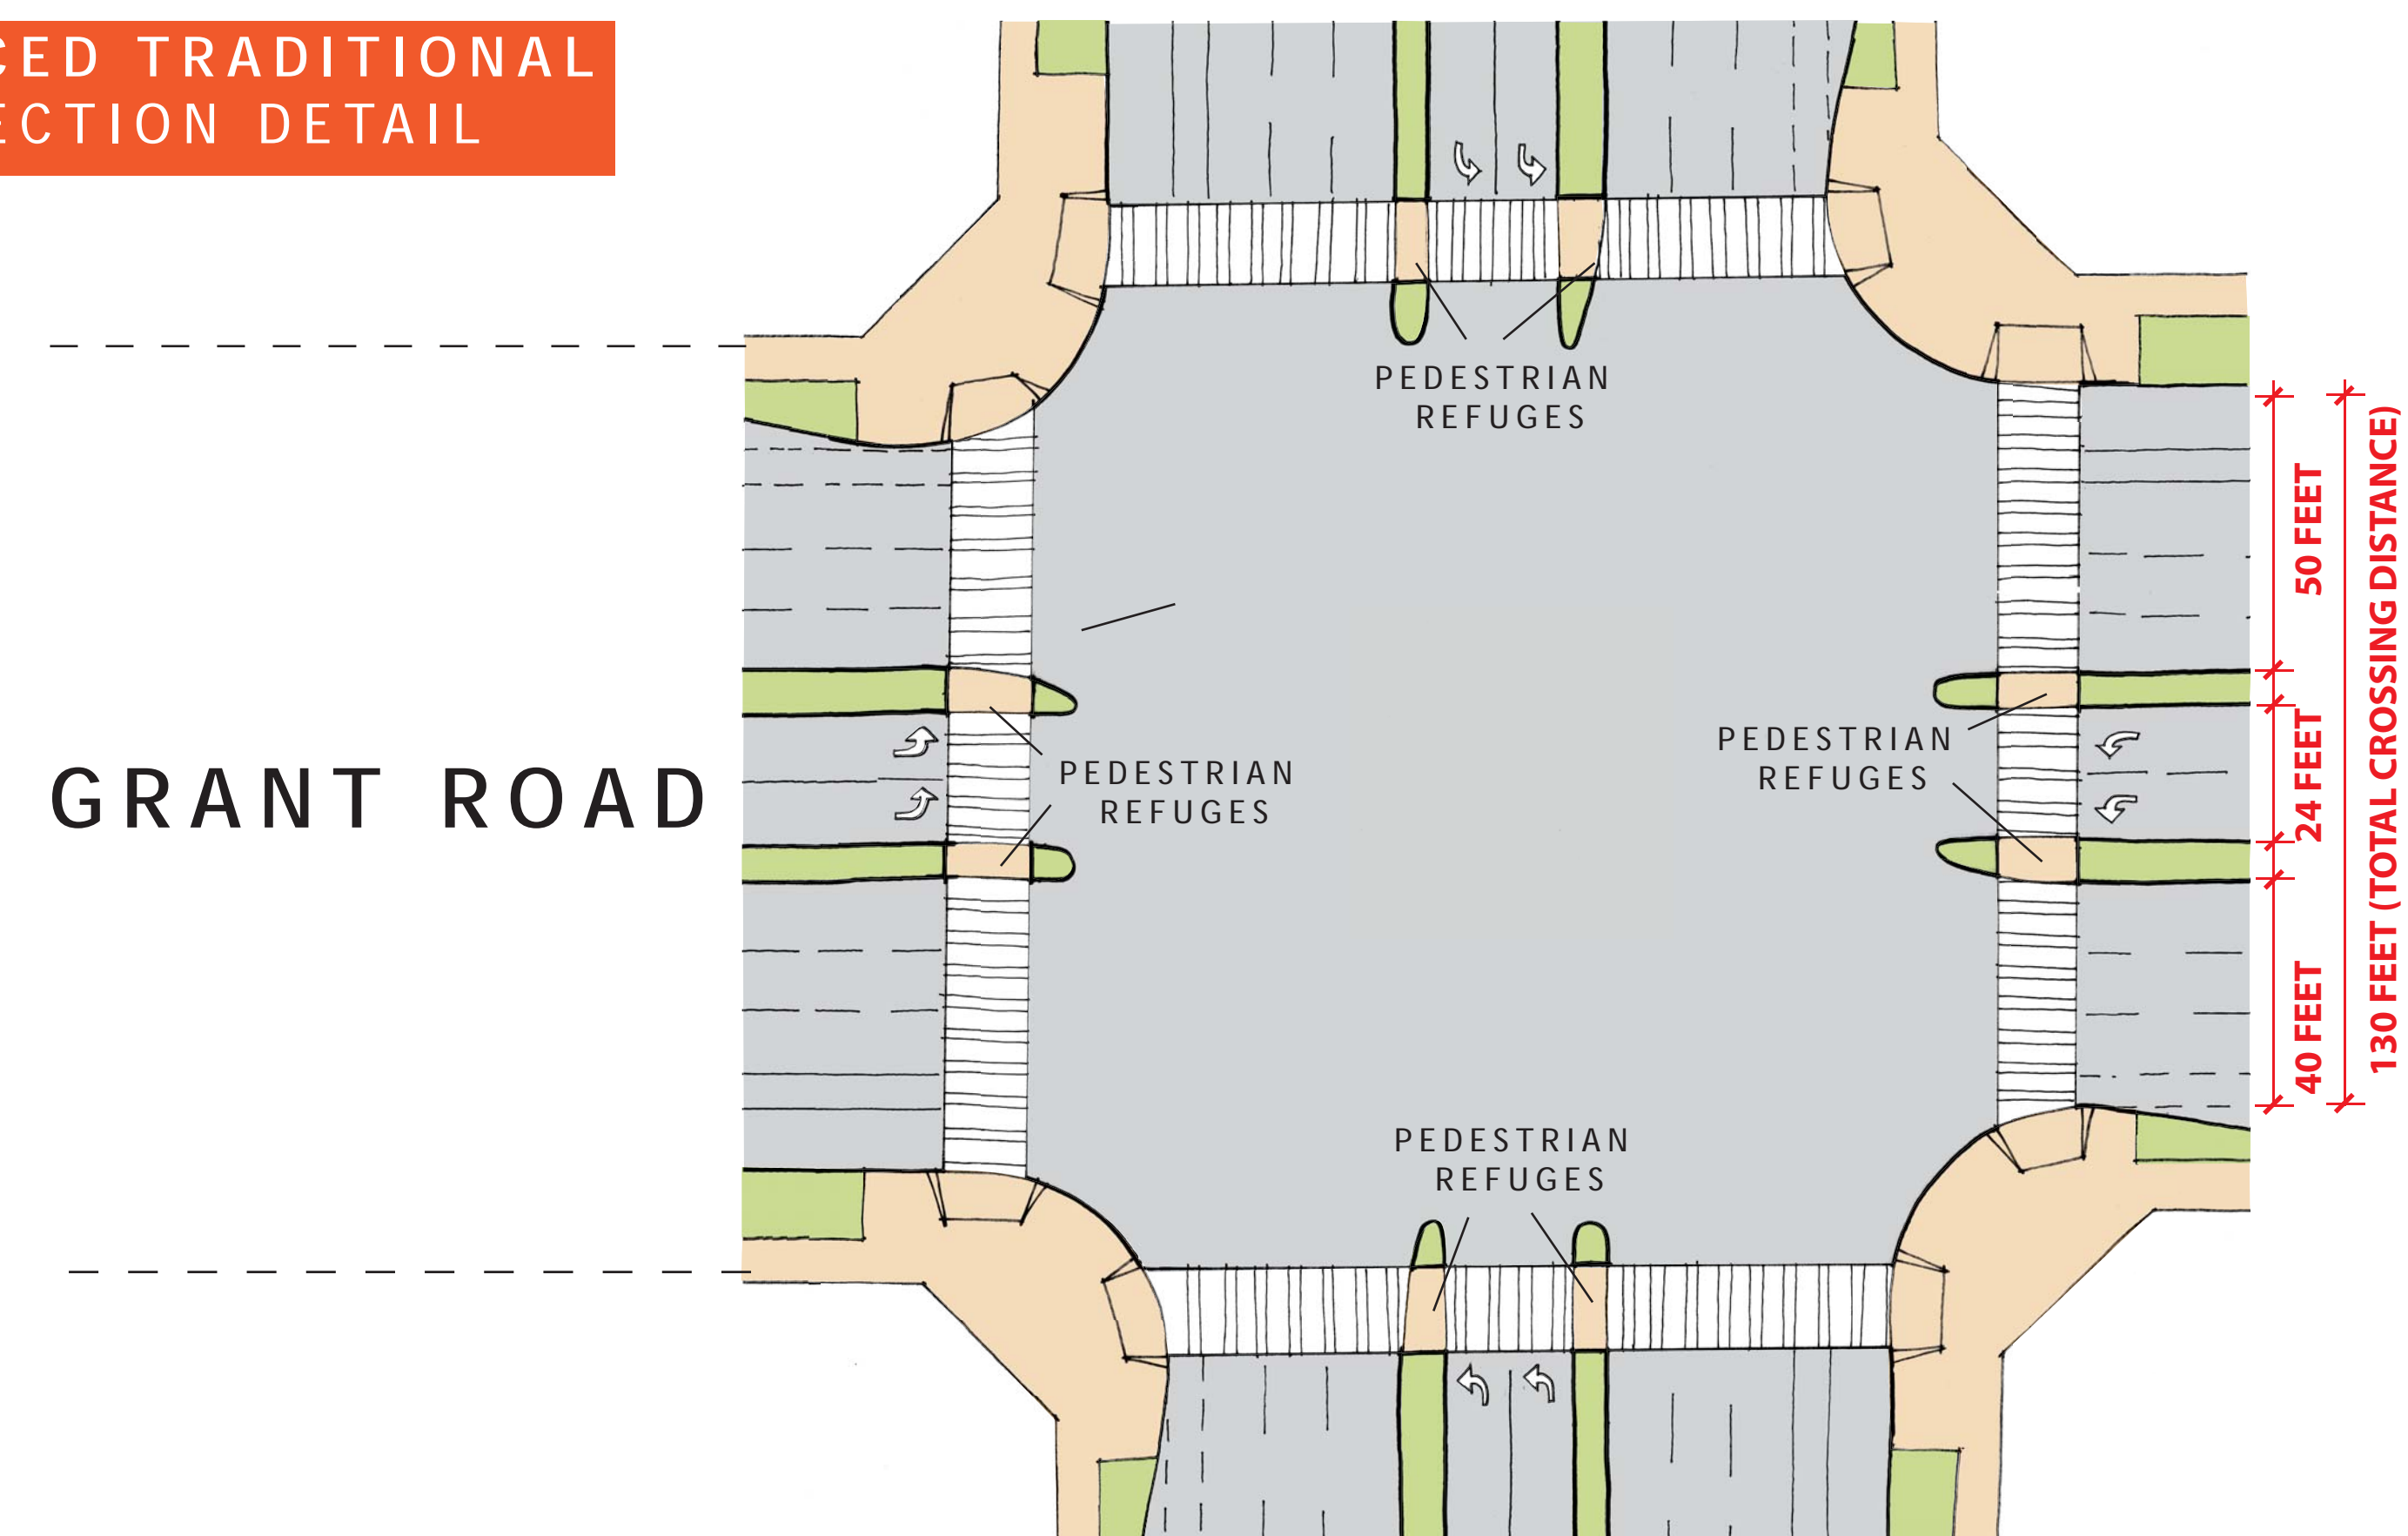 CED TRADITIONAL
ECTION DETAIL
PEDESTRIAN
REFUGES
GRANT ROAD
PEDESTRIAN
REFUGES
PEDESTRIAN
REFUGES
PEDESTRIAN
REFUGES
50 FEET
24 FEET
40 FEET
130 FEET (TOTAL CROSSING DISTANCE)